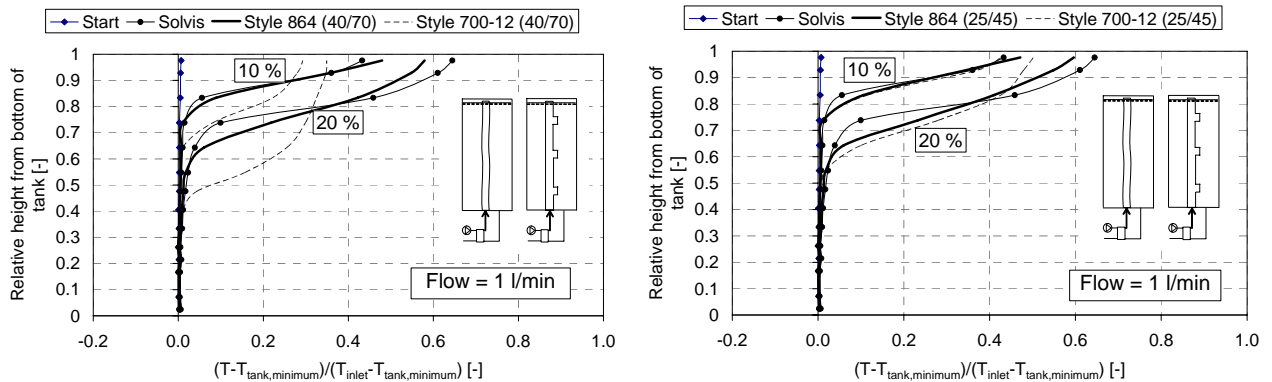 Start Solvis Style 864 (40/70) Style 700-12 (40/70)
Relative height from bottom of
tank [-]
1
0.9
0.8
0.7
0.6
0.5
0.4
0.3
0.2
0.1
0
10 %
20 %
Flow = 1 l/min
-0.2 0.0 0.2 0.4 0.6 0.8 1.0
(T-Ttank,minimum)/(Tinlet-Ttank,minimum) [-]
Start Solvis Style 864 (25/45) Style 700-12 (25/45)
Relative height from bottom of
tank [-]
1
0.9
0.8
0.7
0.6
0.5
0.4
0.3
0.2
0.1
0
10 %
20 %
Flow = 1 l/min
-0.2 0.0 0.2 0.4 0.6 0.8 1.0
(T-Ttank,minimum)/(Tinlet-Ttank,minimum) [-]